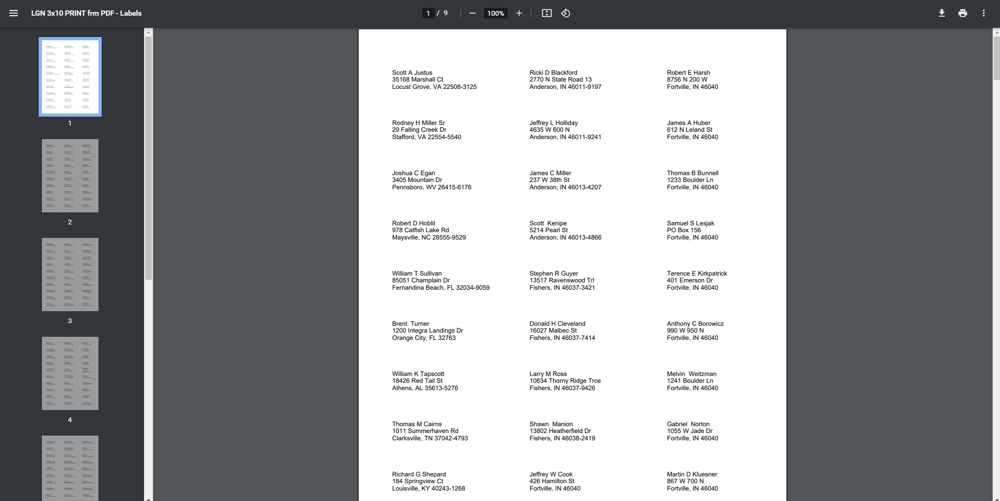 LGN 3x10 PRINT frm PDF - Labels
1 / 9
100%
1
2
3
4
Scott A Justus
35168 Marshall Ct
Locust Grove, VA 22508-3125
Ricki D Blackford
2770 N State Road 13
Anderson, IN 46011-9197
Robert E Harsh
8756 N 200 W
Fortville, IN 46040
Rodney H Miller Sr
29 Falling Creek Dr
Stafford, VA 22554-5540
Jeffrey L Holliday
4635 W 600 N
Anderson, IN 46011-9241
James A Huber
612 N Leland St
Fortville, IN 46040
Joshua C Egan
3405 Mountain Dr
Pennsboro, WV 26415-6176
James C Miller
237 W 38th St
Anderson, IN 46013-4207
Thomas B Bunnell
1233 Boulder Ln
Fortville, IN 46040
Robert D Hoblit
978 Catfish Lake Rd
Maysville, NC 28555-9529
Scott  Kenipe
5214 Pearl St
Anderson, IN 46013-4866
Samuel S Lesjak
PO Box 156
Fortville, IN 46040
William T Sullivan
85051 Champlain Dr
Fernandina Beach, FL 32034-9059
Stephen R Guyer
13517 Ravenswood Trl
Fishers, IN 46037-3421
Terence E Kirkpatrick
401 Emerson Dr
Fortville, IN 46040
Brent  Turner
1200 Integra Landings Dr
Orange City, FL 32763
Donald H Cleveland
16027 Malbec St
Fishers, IN 46037-7414
Anthony C Borowicz
990 W 950 N
Fortville, IN 46040
William K Tapscott
18426 Red Tail St
Athens, AL 35613-5276
Larry M Ross
10634 Thorny Ridge Trce
Fishers, IN 46037-9426
Melvin  Weitzman
1241 Boulder Ln
Fortville, IN 46040
Thomas M Cairns
1011 Summerhaven Rd
Clarksville, TN 37042-4793
Shawn  Manion
13802 Heatherfield Dr
Fishers, IN 46038-2419
Gabriel  Norton
1055 W Jade Dr
Fortville, IN 46040
Richard G Shepard
184 Springview Ct
Louisville, KY 40243-1268
Jeffrey W Cook
426 Hamilton St
Fortville, IN 46040
Martin D Kluesner
867 W 700 N
Fortville, IN 46040